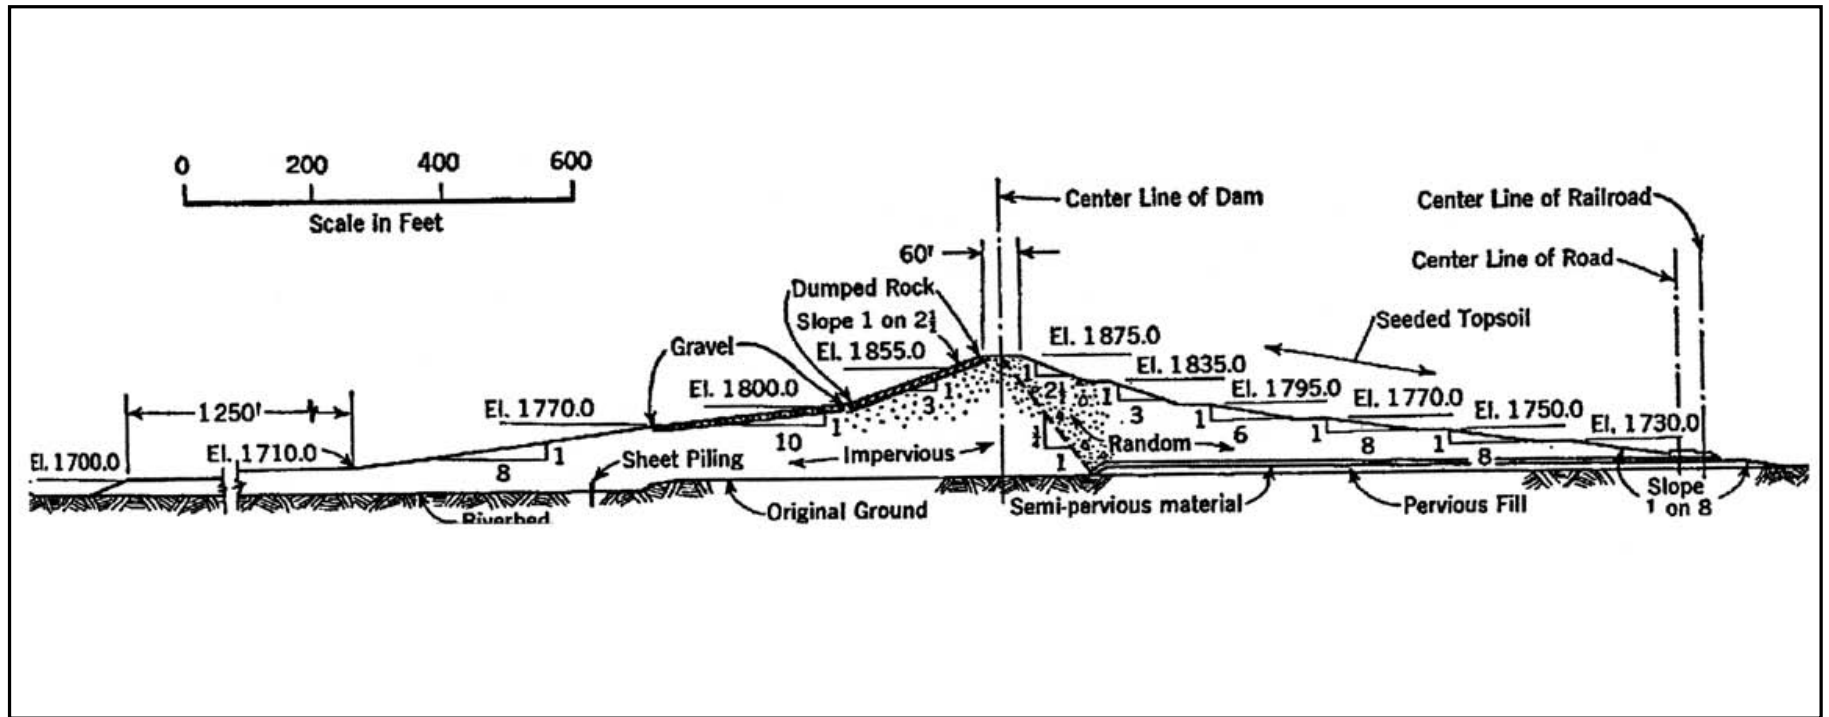 0 200 400 600
Scale in Feet
Center Line of Dam
Center Line of Railroad
60'
Center Line of Road
Dumped Rock
Slope 1 on 2½
Seeded Topsoil
Gravel
El. 1855.0
El. 1875.0
El. 1835.0
El. 1800.0
El. 1795.0
El. 1770.0
El. 1770.0
El. 1750.0
El. 1730.0
1250'
1
3
1
10
1
2½
1
3
1
6
1
8
1
8
El. 1700.0
El. 1710.0
8
1
Sheet Piling
Impervious
Random
1
Riverbed
Original Ground
Semi-pervious material
Pervious Fill
Slope
1 on 8